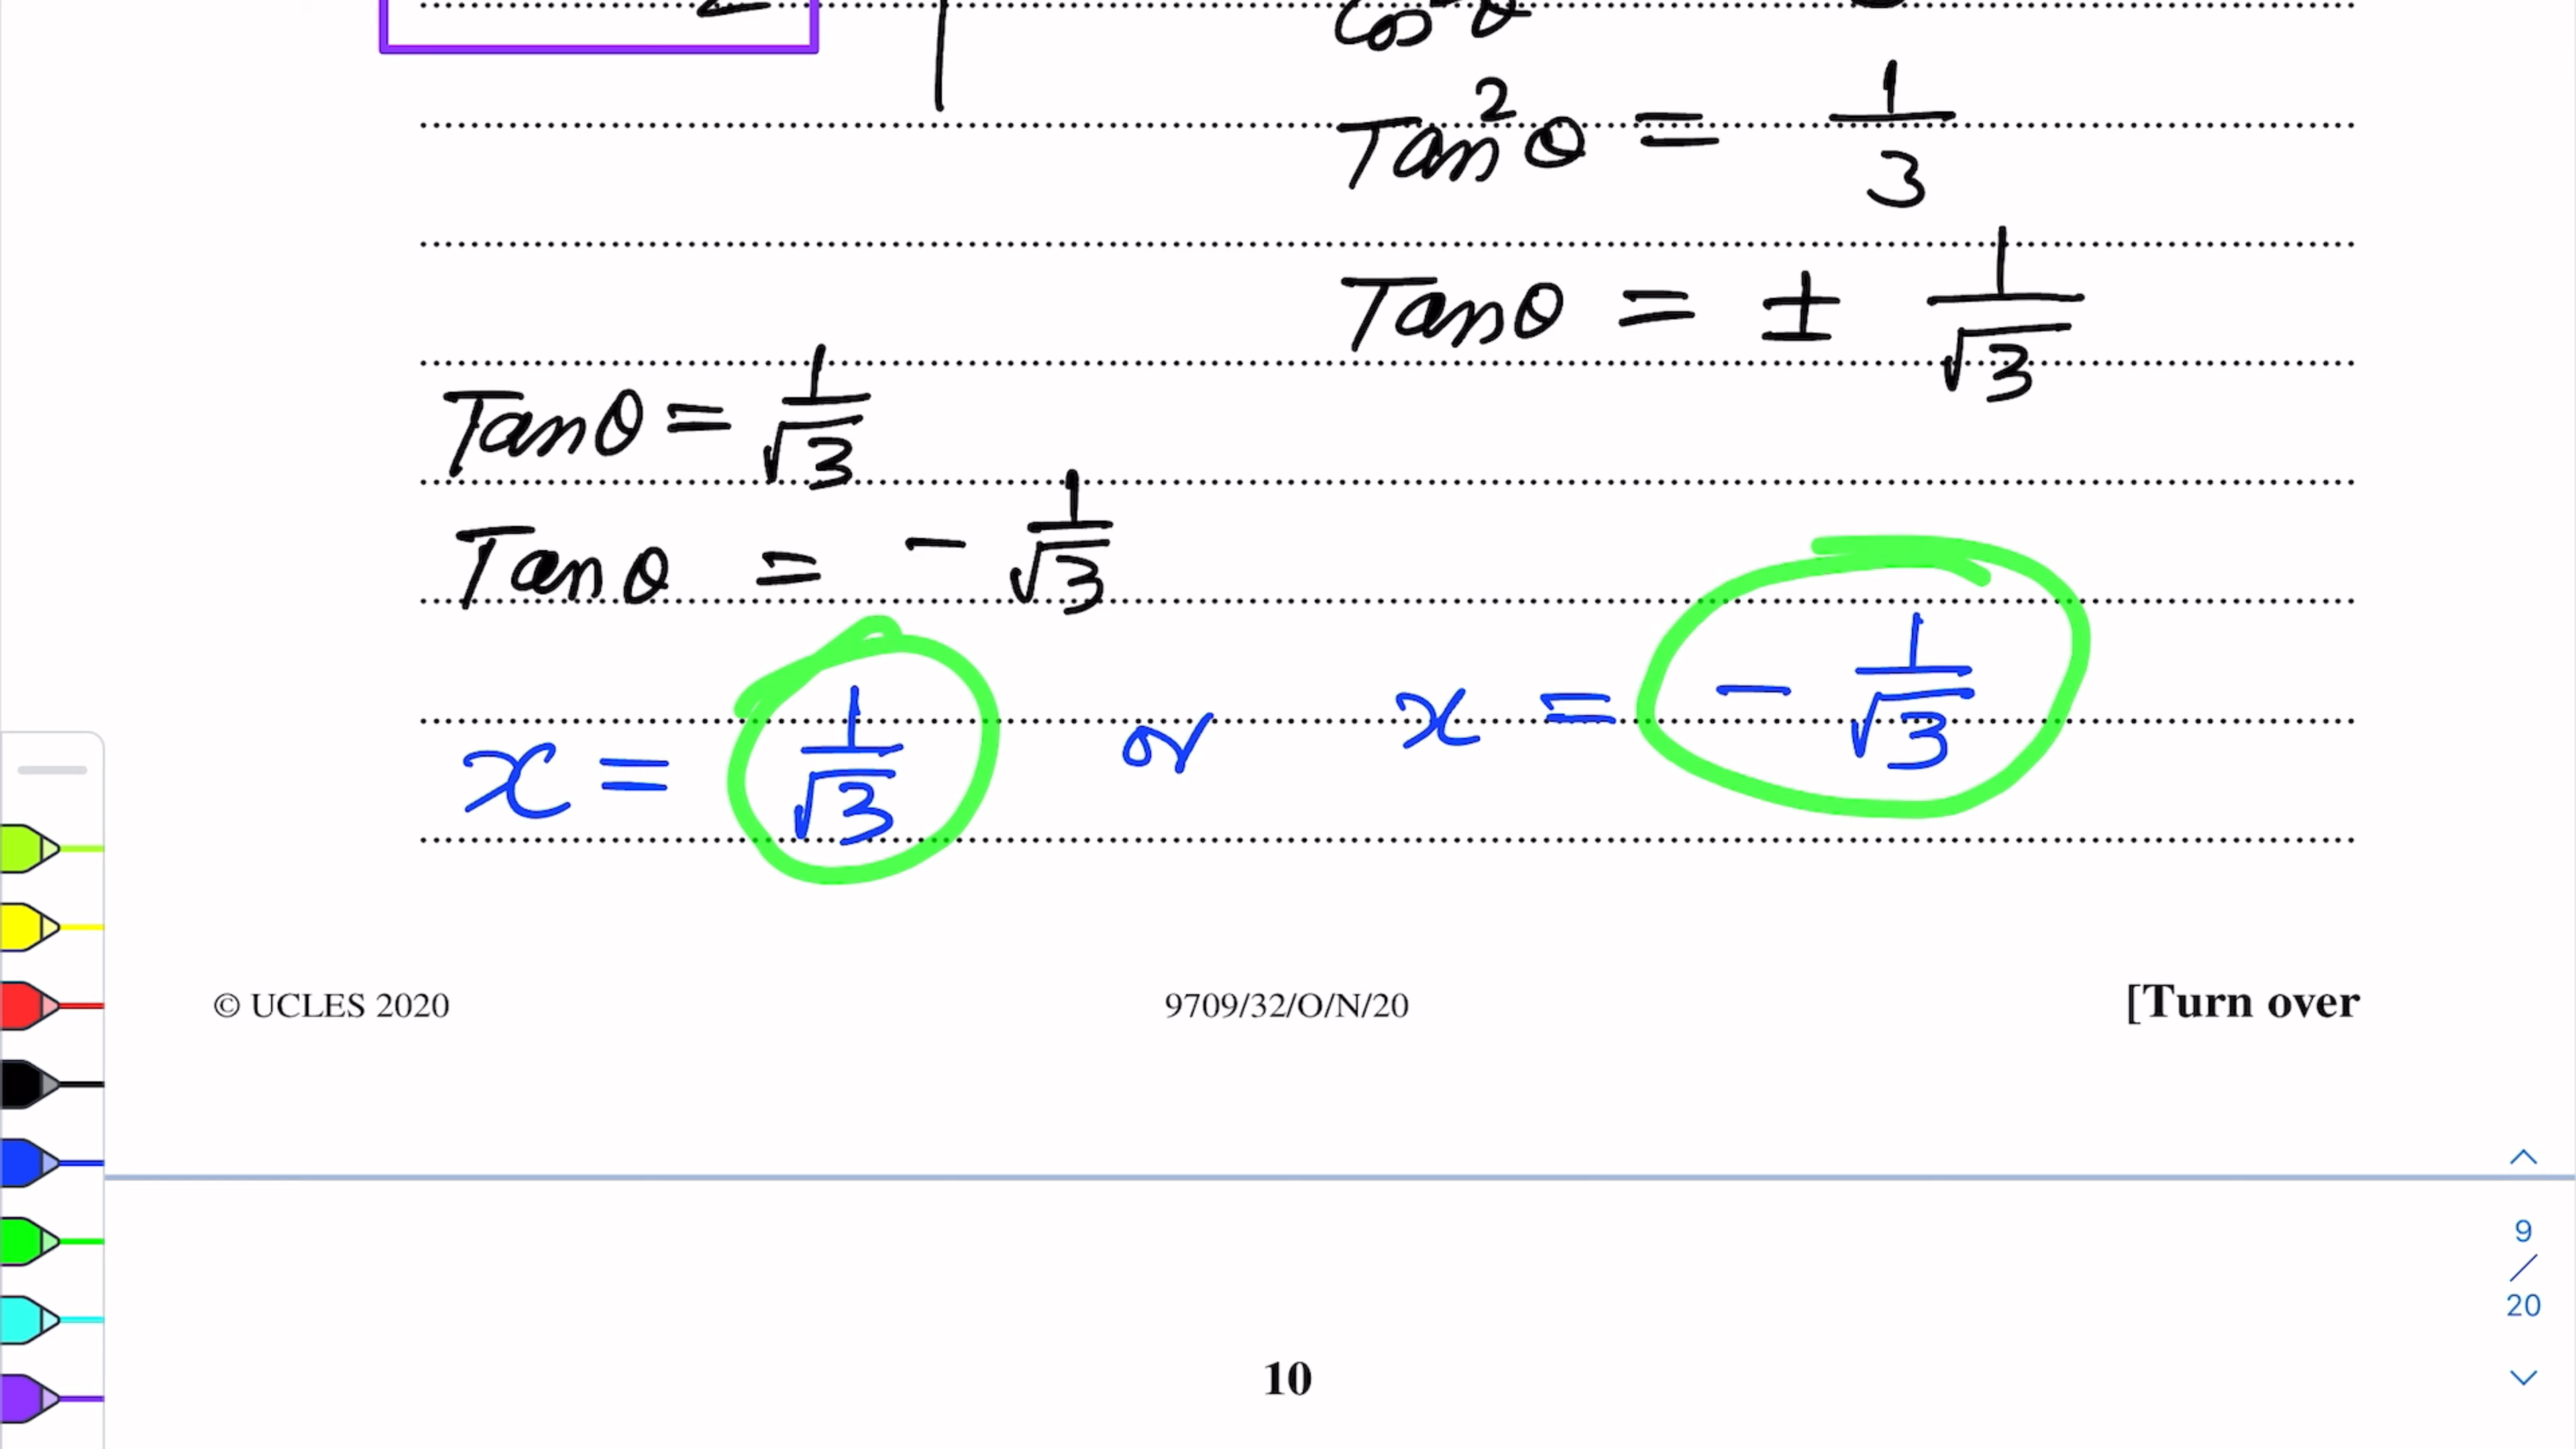 cos²θ
Tan²θ = 1/3
Tanθ = ± 1/√3
Tanθ = 1/√3
Tanθ = - 1/√3
x = 1/√3 or x = - 1/√3
© UCLES 2020 9709/32/O/N/20 [Turn over
9
/
20
10